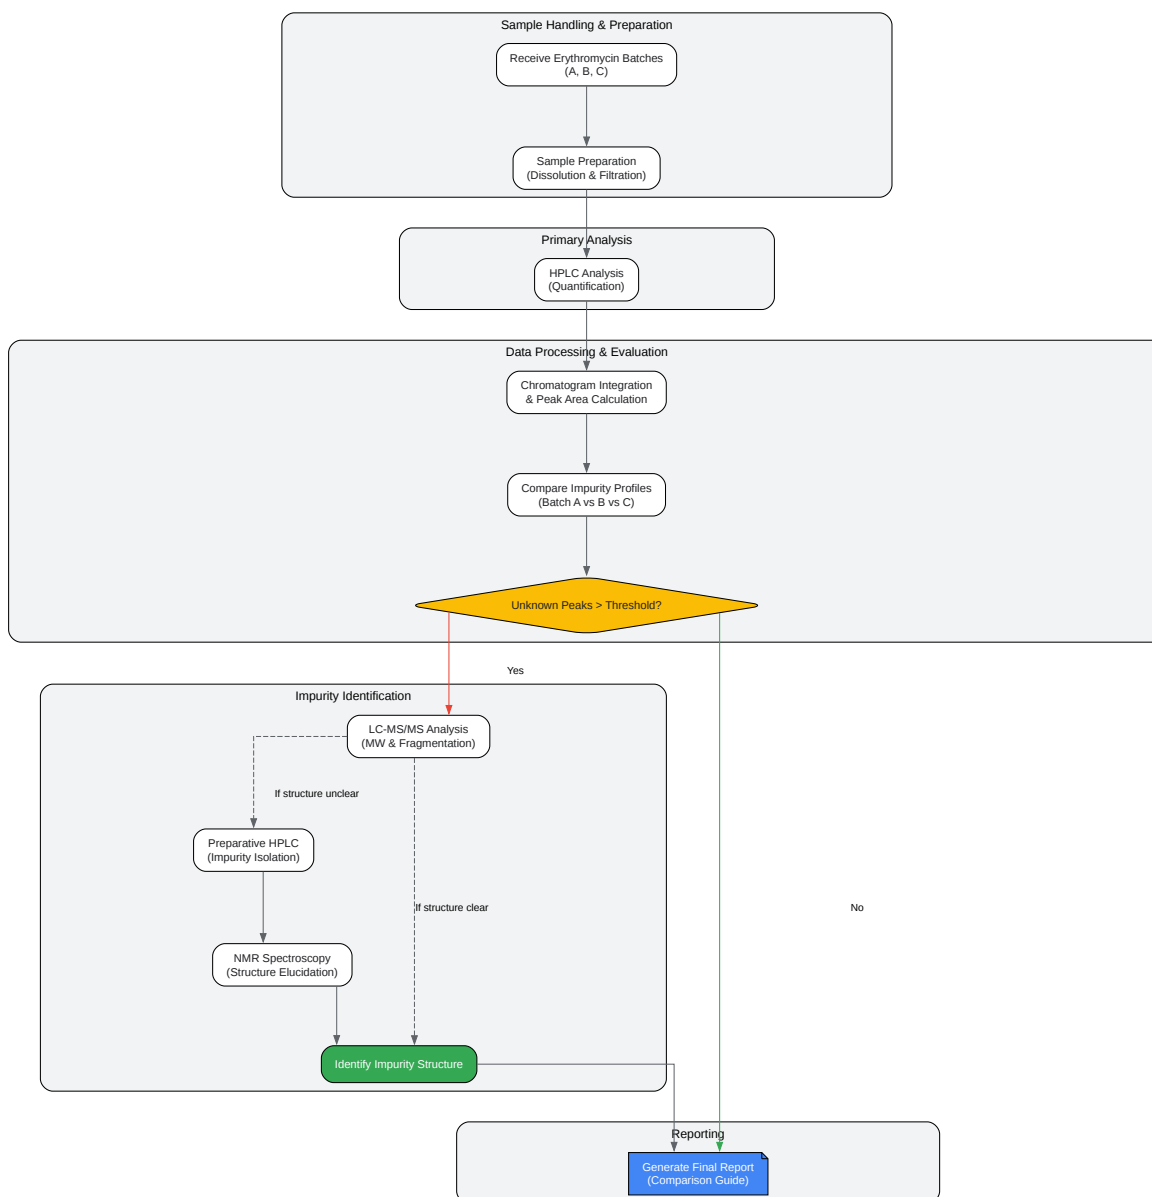 Sample Handling & Preparation
Receive Erythromycin Batches
(A, B, C)
Sample Preparation
(Dissolution & Filtration)
Primary Analysis
HPLC Analysis
(Quantification)
Data Processing & Evaluation
Chromatogram Integration
& Peak Area Calculation
Compare Impurity Profiles
(Batch A vs B vs C)
Unknown Peaks > Threshold?
Yes
Impurity Identification
LC-MS/MS Analysis
(MW & Fragmentation)
If structure unclear
Preparative HPLC
(Impurity Isolation)
If structure clear
No
NMR Spectroscopy
(Structure Elucidation)
Identify Impurity Structure
Reporting
Generate Final Report
(Comparison Guide)